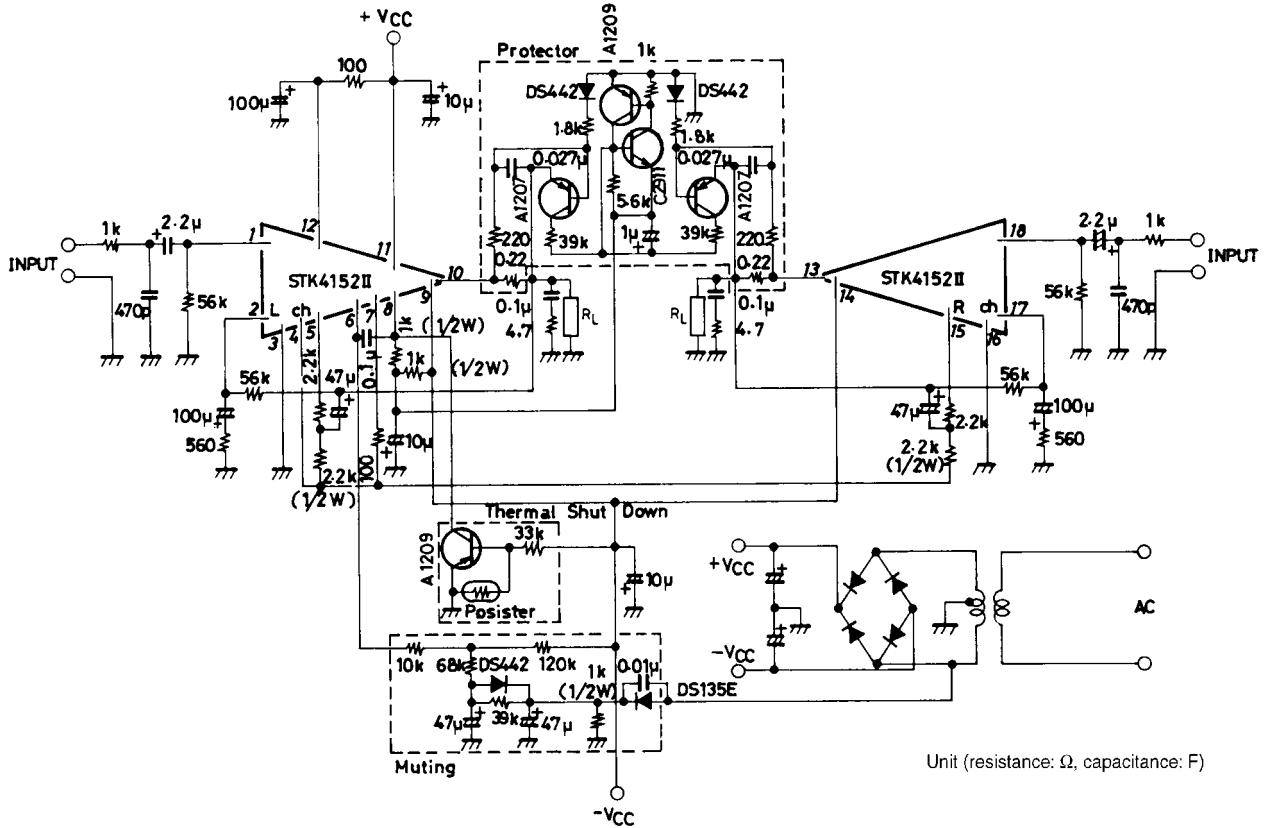 + VCC
A1209
Protector
1k
100
100μ
+
10μ
+
DS442
DS442
1.8k
1.8k
0.027μ
0.027μ
A1207
C2911
A1207
5.6k
1μ
+
39k
39k
220
220
0.22
0.22
INPUT
1k
2.2μ
+
470p
56k
1
12
11
10
STK4152II
2
L ch
3
4
5
6
7
8
9
1k
(1/2W)
1k
(1/2W)
0.1μ
4.7
RL
RL
0.1μ
4.7
13
14
STK4152II
18
R ch
15
16
17
2.2μ
+
1k
INPUT
56k
470p
+
56k
100μ
+
560
2.2k
47μ
+
0.1μ
2.2k
(1/2W)
100
10μ
+
47μ
+
2.2k
2.2k
(1/2W)
56k
100μ
+
560
Thermal Shut Down
A1209
33k
Posister
10μ
+
+VCC
+
+
-VCC
AC
10k
68k
DS442
120k
1k
(1/2W)
0.01μ
DS135E
47μ
+
39k
+
47μ
Muting
-VCC
Unit (resistance: Ω, capacitance: F)